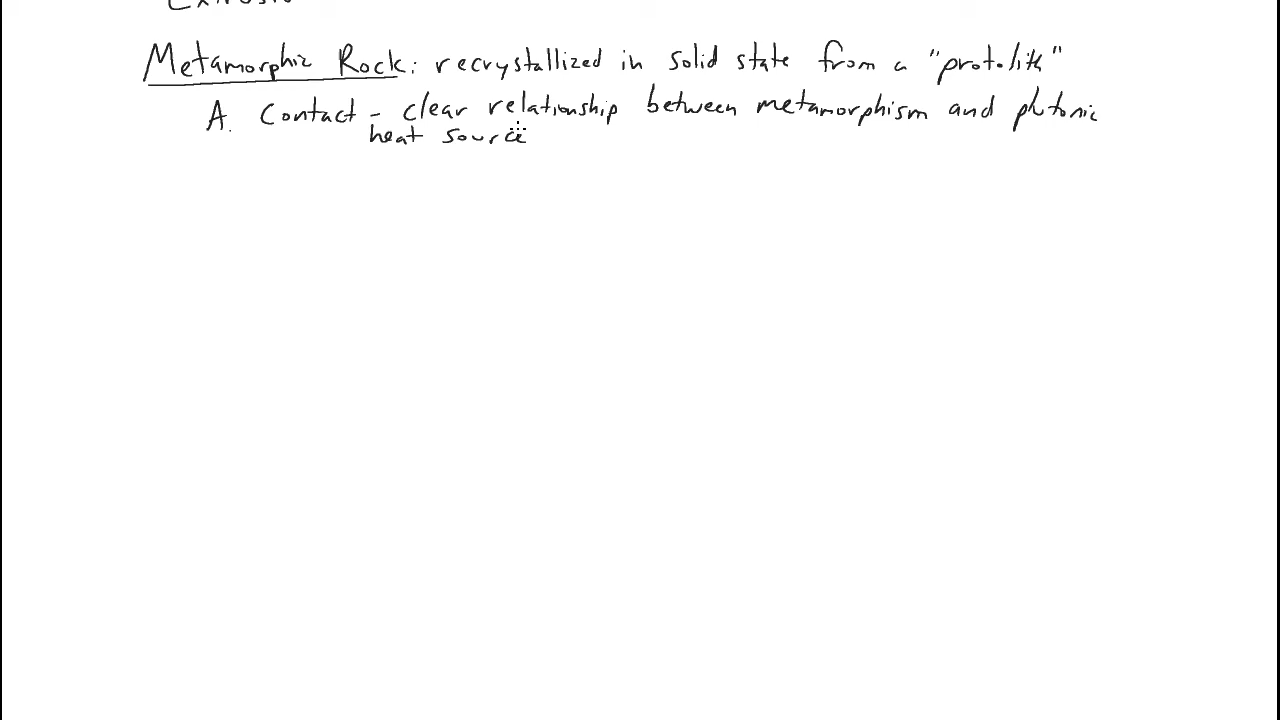 Metamorphic Rock: recrystallized in solid state from a "protolith"
A. Contact - clear relationship between metamorphism and plutonic
heat source